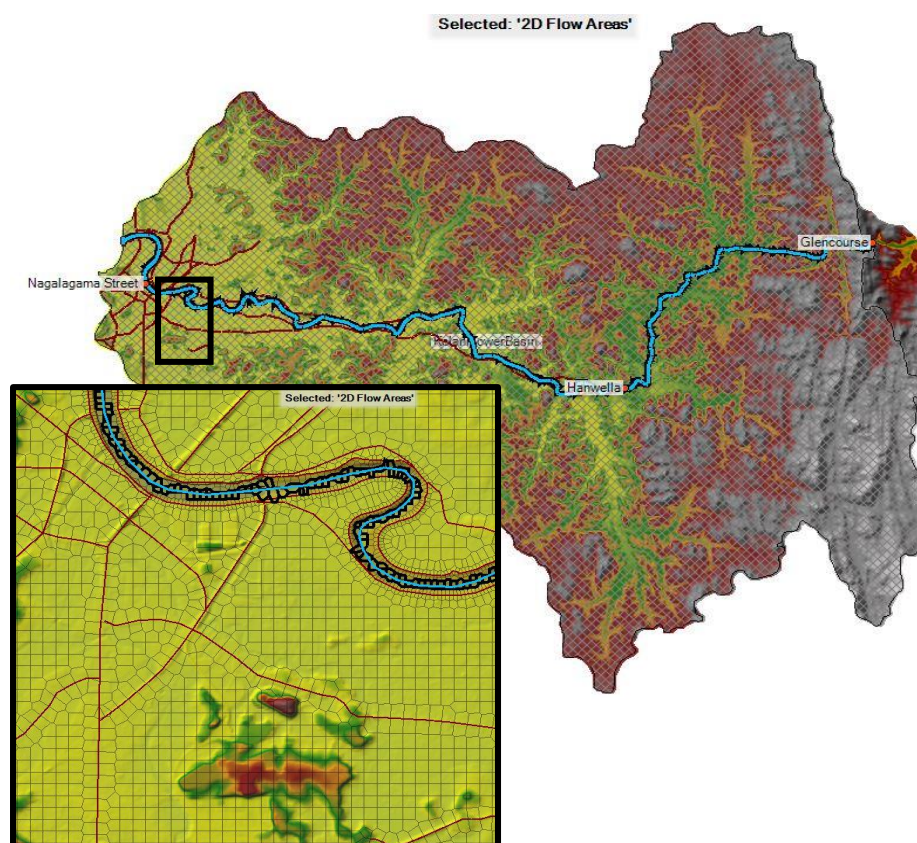 Selected: '2D Flow Areas'
Glencourse
Nagalagama Street
Hanwella
Selected: '2D Flow Areas'